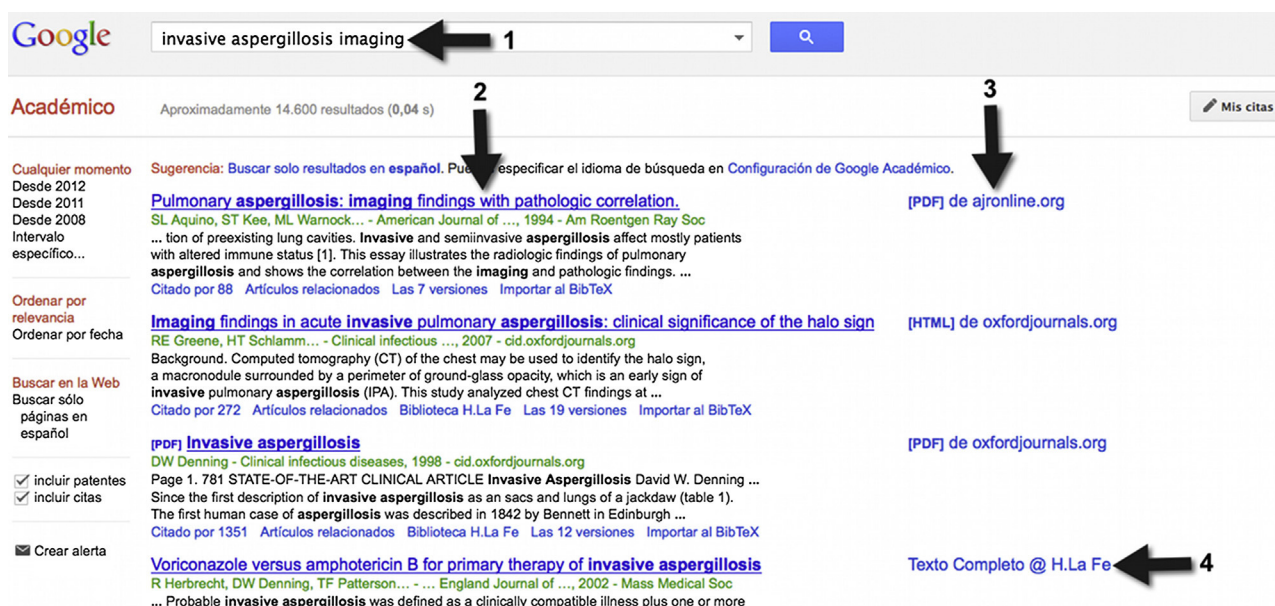 Google
invasive aspergillosis imaging
1
Académico
Aproximadamente 14.600 resultados (0,04 s)
2
3
Mis citas
Cualquier momento
Desde 2012
Desde 2011
Desde 2008
Intervalo
específico...
Ordenar por
relevancia
Ordenar por fecha
Buscar en la Web
Buscar sólo
páginas en
español
incluir patentes
incluir citas
Crear alerta
Sugerencia: Buscar solo resultados en español. especificar el idioma de búsqueda en Configuración de Google Académico.
Pulmonary aspergillosis: imaging findings with pathologic correlation.
[PDF] de ajronline.org
SL Aquino, ST Kee, ML Warnock... - American Journal of ..., 1994 - Am Roentgen Ray Soc
... tion of preexisting lung cavities. Invasive and semiinvasive aspergillosis affect mostly patients
with altered immune status [1]. This essay illustrates the radiologic findings of pulmonary
aspergillosis and shows the correlation between the imaging and pathologic findings. ...
Citado por 88 Artículos relacionados Las 7 versiones Importar al BibTeX
Imaging findings in acute invasive pulmonary aspergillosis: clinical significance of the halo sign
[HTML] de oxfordjournals.org
RE Greene, HT Schlamm... - Clinical infectious ..., 2007 - cid.oxfordjournals.org
Background. Computed tomography (CT) of the chest may be used to identify the halo sign,
a macronodule surrounded by a perimeter of ground-glass opacity, which is an early sign of
invasive pulmonary aspergillosis (IPA). This study analyzed chest CT findings at ...
Citado por 272 Artículos relacionados Biblioteca H.La Fe Las 19 versiones Importar al BibTeX
[PDF] Invasive aspergillosis
[PDF] de oxfordjournals.org
DW Denning - Clinical infectious diseases, 1998 - cid.oxfordjournals.org
Page 1. 781 STATE-OF-THE-ART CLINICAL ARTICLE Invasive Aspergillosis David W. Denning ...
Since the first description of invasive aspergillosis as an sacs and lungs of a jackdaw (table 1).
The first human case of aspergillosis was described in 1842 by Bennett in Edinburgh ...
Citado por 1351 Artículos relacionados Biblioteca H.La Fe Las 12 versiones Importar al BibTeX
Voriconazole versus amphotericin B for primary therapy of invasive aspergillosis
Texto Completo @ H.La Fe
4
R Herbrecht, DW Denning, TF Patterson... - ... England Journal of ..., 2002 - Mass Medical Soc
... Probable invasive aspergillosis was defined as a clinically compatible illness plus one or more